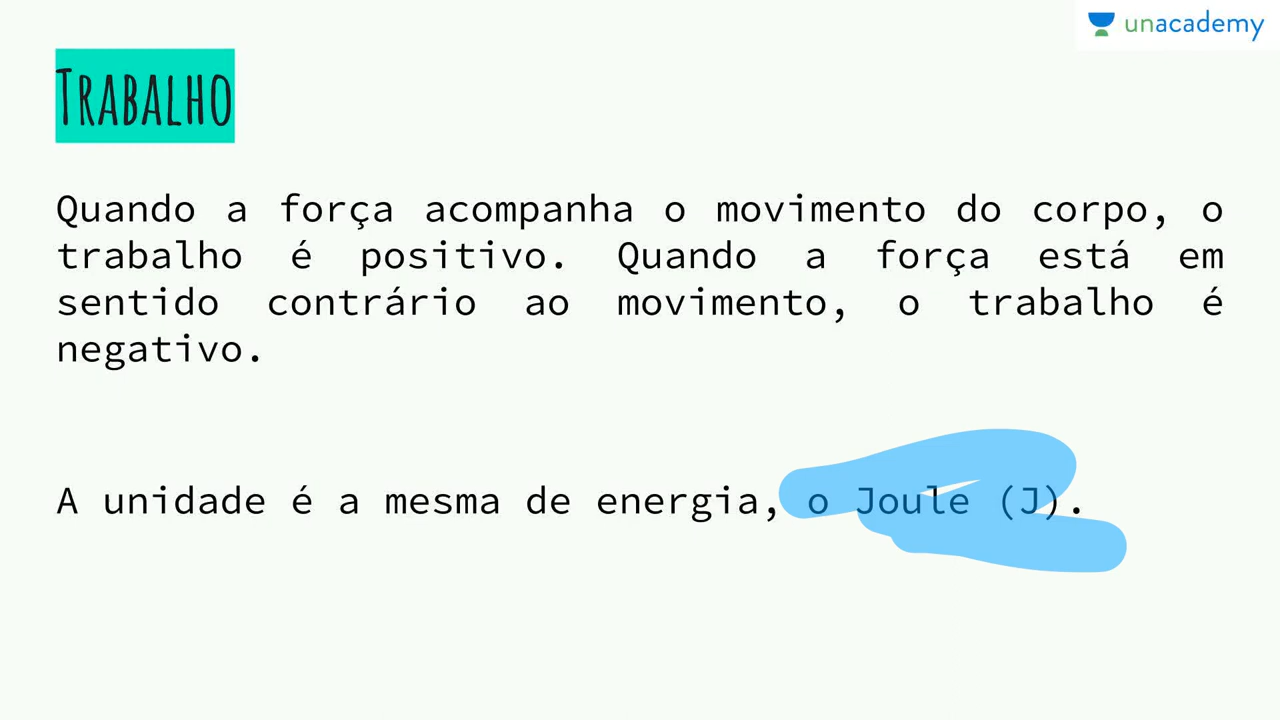 unacademy
TRABALHO
Quando a força acompanha o movimento do corpo, o
trabalho é positivo. Quando a força está em
sentido contrário ao movimento, o trabalho é
negativo.
A unidade é a mesma de energia, o Joule (J).